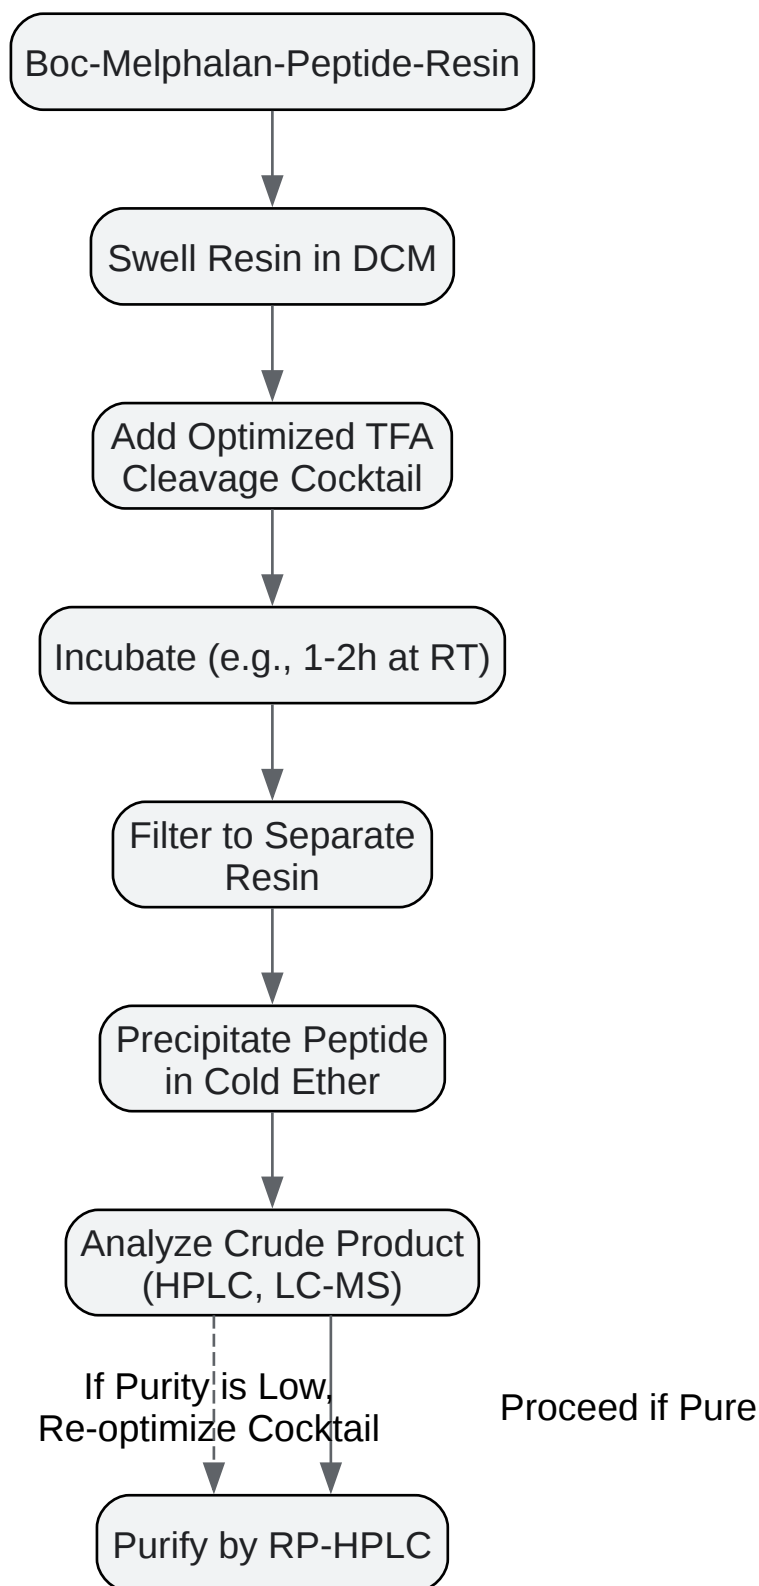 Boc-Melphalan-Peptide-Resin
Swell Resin in DCM
Add Optimized TFA
Cleavage Cocktail
Incubate (e.g., 1-2h at RT)
Filter to Separate
Resin
Precipitate Peptide
in Cold Ether
Analyze Crude Product
(HPLC, LC-MS)
If Purity is Low,
Re-optimize Cocktail
Proceed if Pure
Purify by RP-HPLC